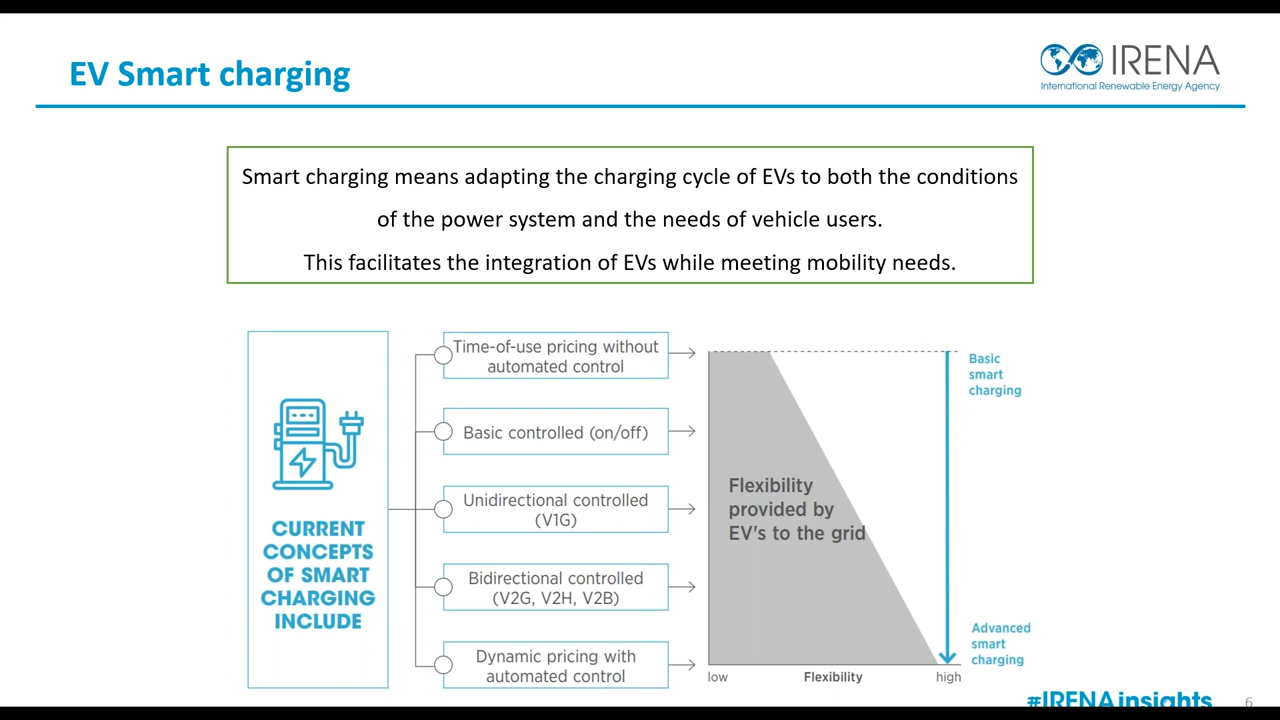 EV Smart charging
IRENA
International Renewable Energy Agency
Smart charging means adapting the charging cycle of EVs to both the conditions
of the power system and the needs of vehicle users.
This facilitates the integration of EVs while meeting mobility needs.
CURRENT
CONCEPTS
OF SMART
CHARGING
INCLUDE
Time-of-use pricing without
automated control
Basic controlled (on/off)
Unidirectional controlled
(V1G)
Bidirectional controlled
(V2G, V2H, V2B)
Dynamic pricing with
automated control
Flexibility
provided by
EV's to the grid
Basic
smart
charging
Advanced
smart
charging
low Flexibility high
#IRENAinsights
6